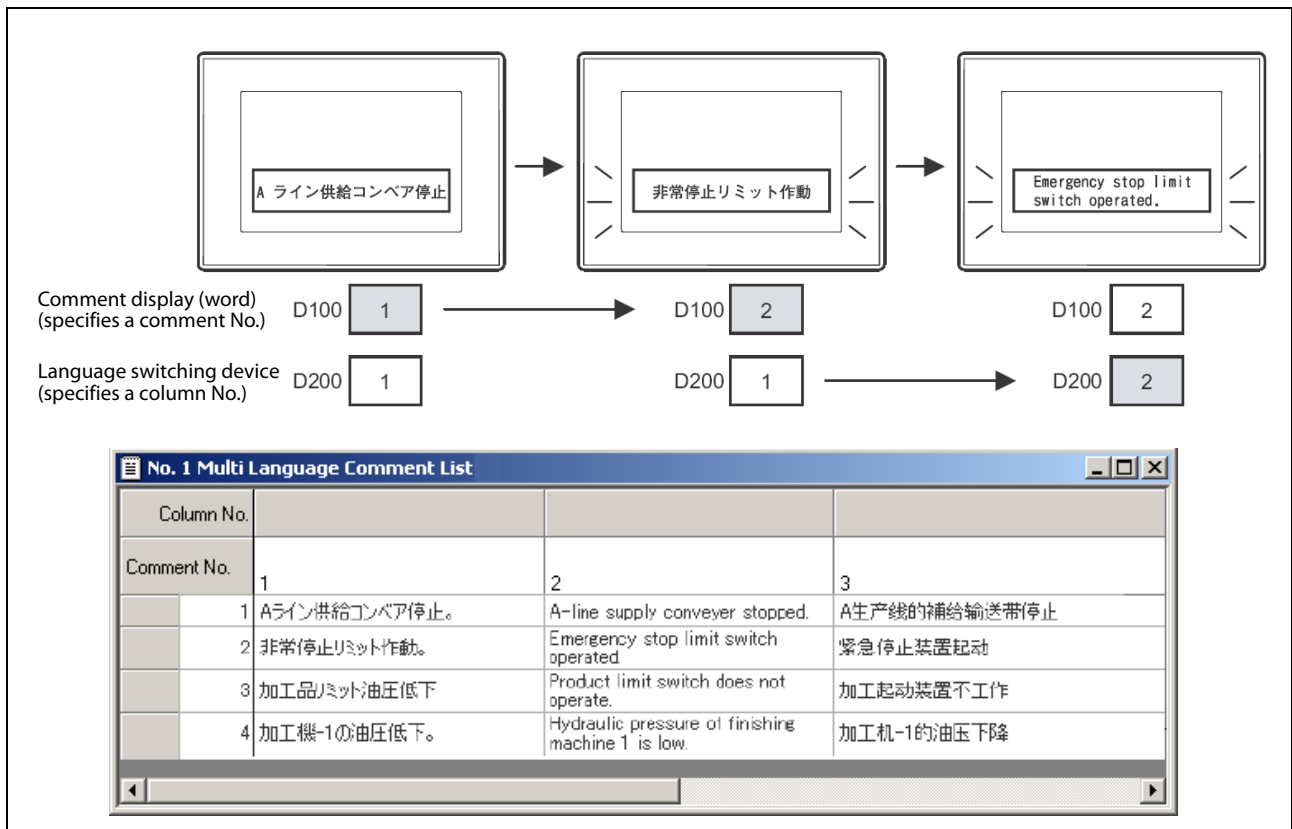 A ライン供給コンベア停止
非常停止リミット作動
Emergency stop limit
switch operated.
Comment display (word)
(specifies a comment No.)
D100 1
D100 2
D100 2
Language switching device
(specifies a column No.)
D200 1
D200 1
D200 2
No. 1 Multi Language Comment List
Column No.
Comment No.
1
2
3
1 Aライン供給コンベア停止。
A-line supply conveyer stopped.
A生产线的補给输送带停止
2 非常停止リミット作動。
Emergency stop limit switch
operated
紧急停止装置起动
3 加工品リミット油圧低下
Product limit switch does not
operate.
加工起动装置不工作
4 加工機-1の油圧低下。
Hydraulic pressure of finishing
machine 1 is low.
加工机-1的油压下降